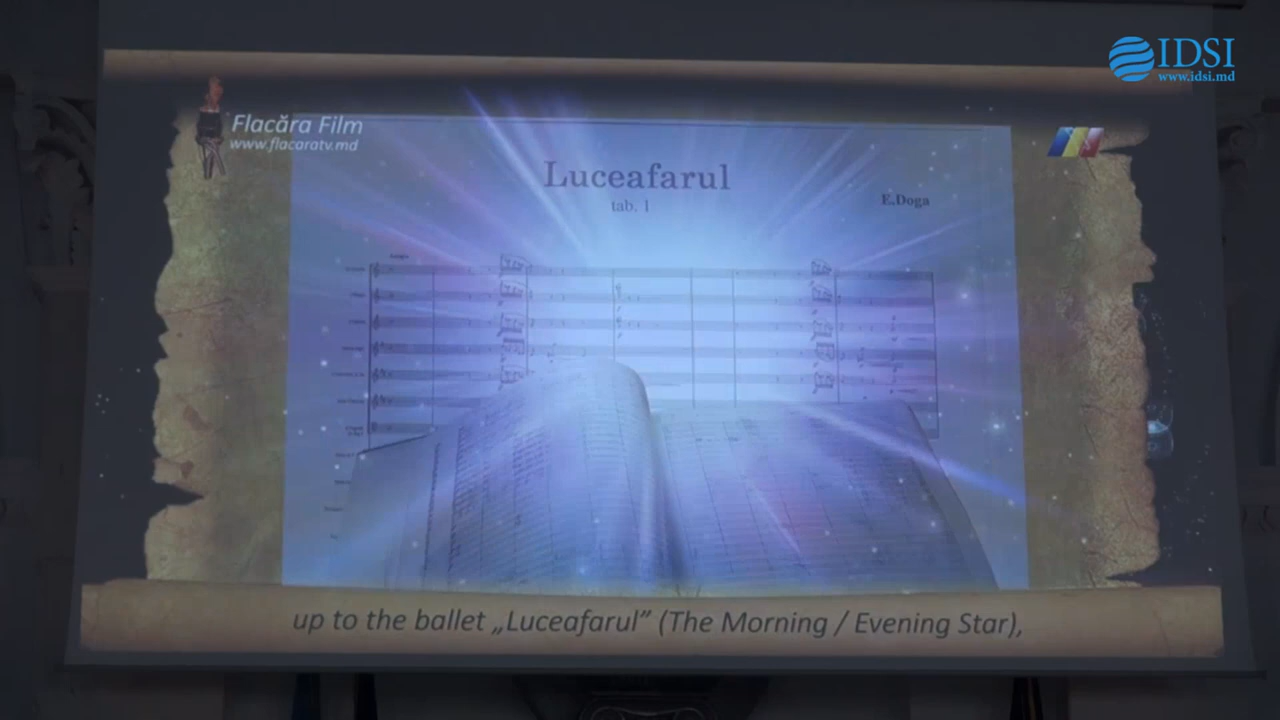 IDSI
www.idsi.md
Flacăra Film
www.flacaratv.md
Luceafarul
tab. 1
E.Doga
up to the ballet „Luceafarul” (The Morning / Evening Star),